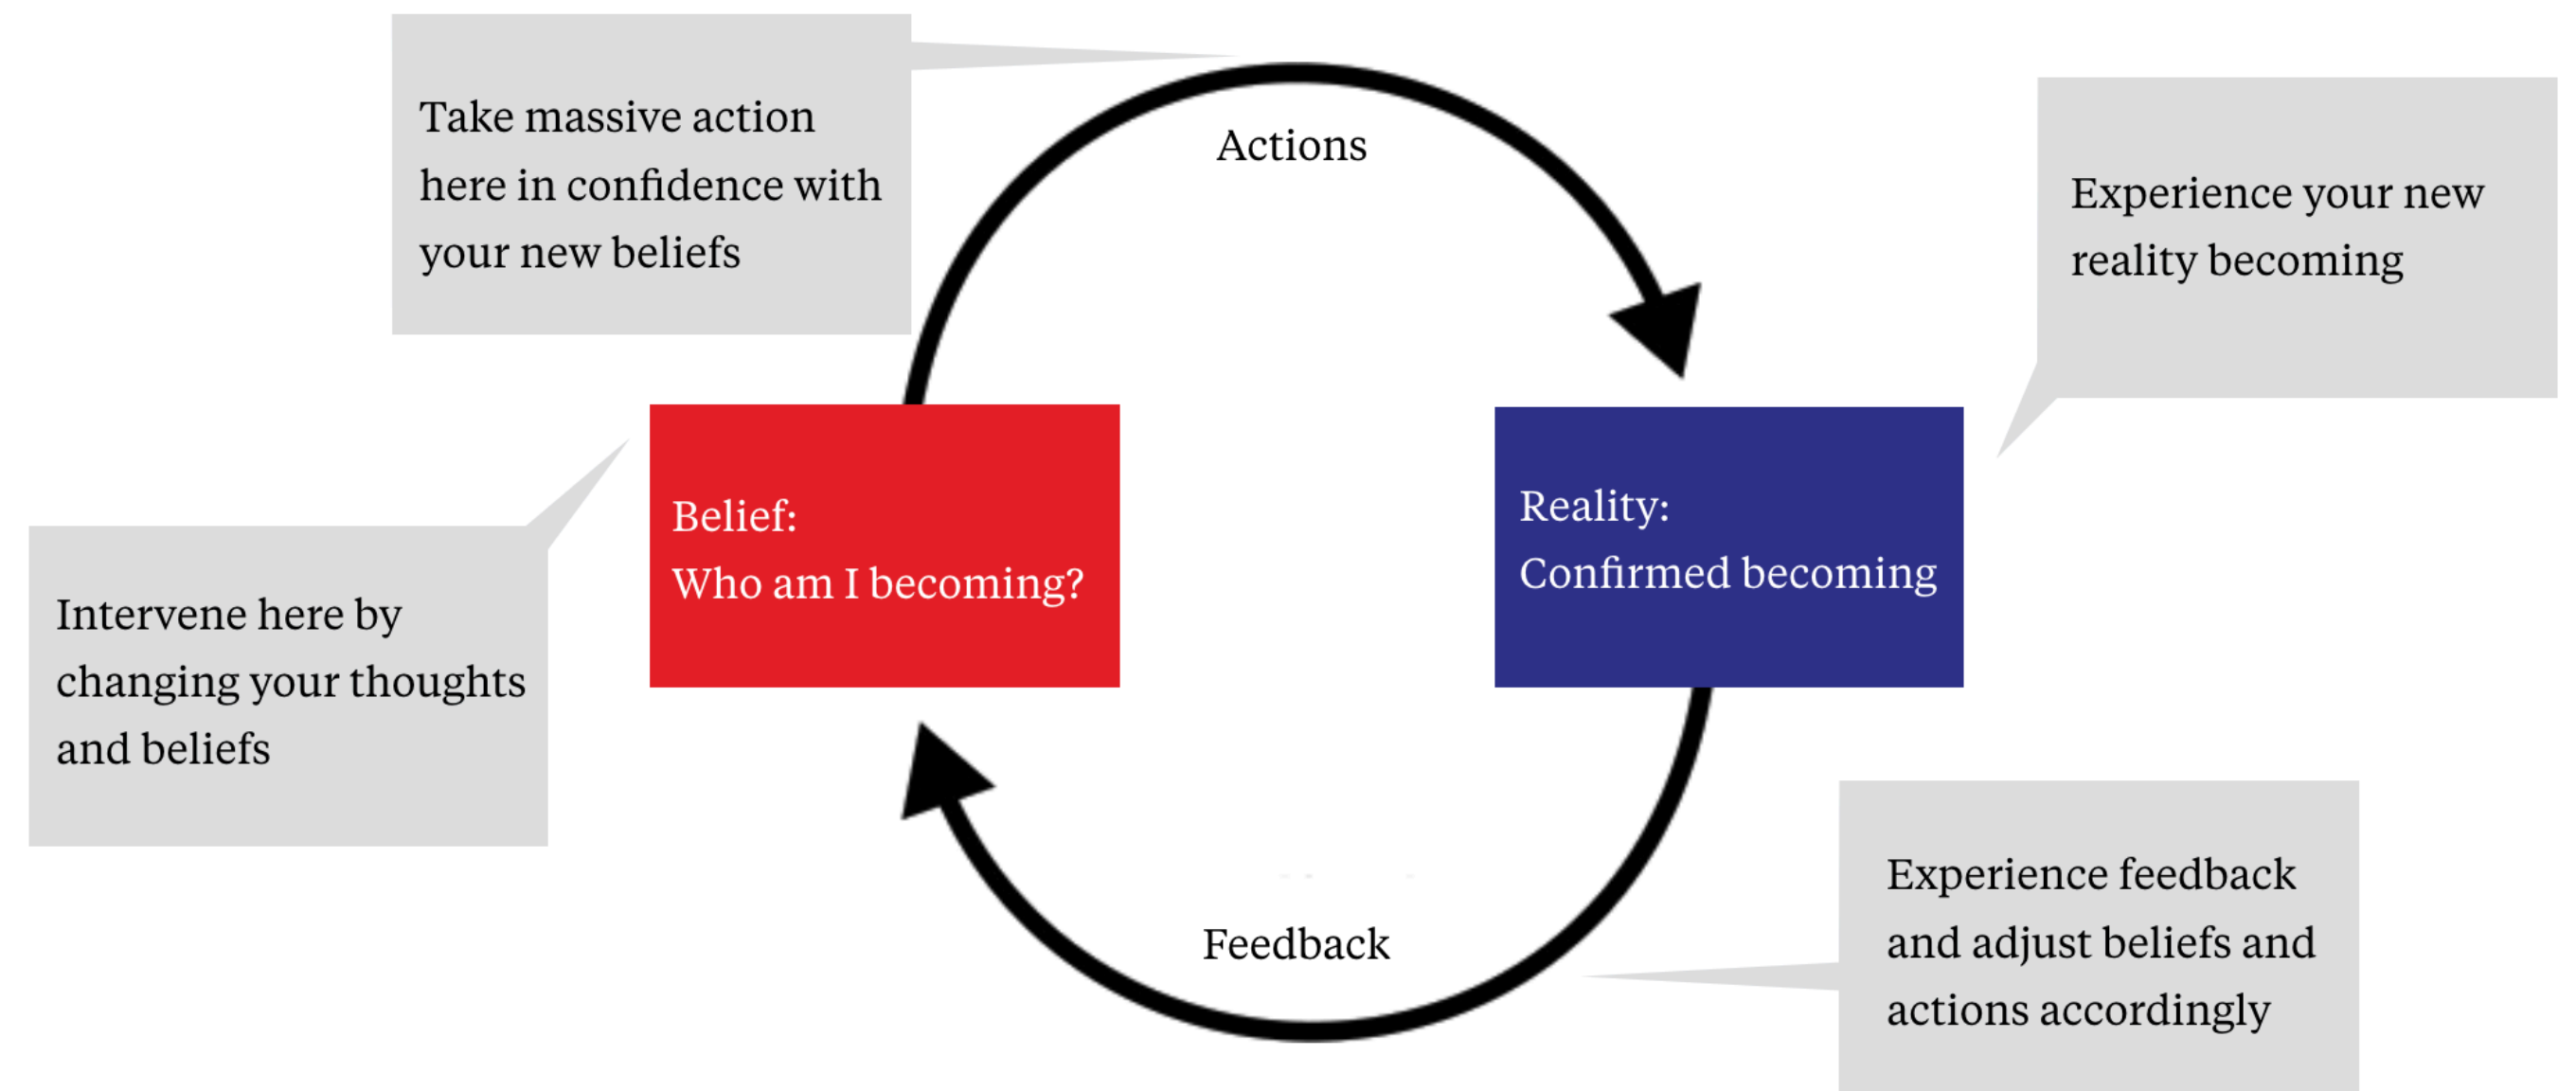 Take massive action
here in confidence with
your new beliefs
Actions
Experience your new
reality becoming
Belief:
Who am I becoming?
Reality:
Confirmed becoming
Intervene here by
changing your thoughts
and beliefs
Feedback
Experience feedback
and adjust beliefs and
actions accordingly